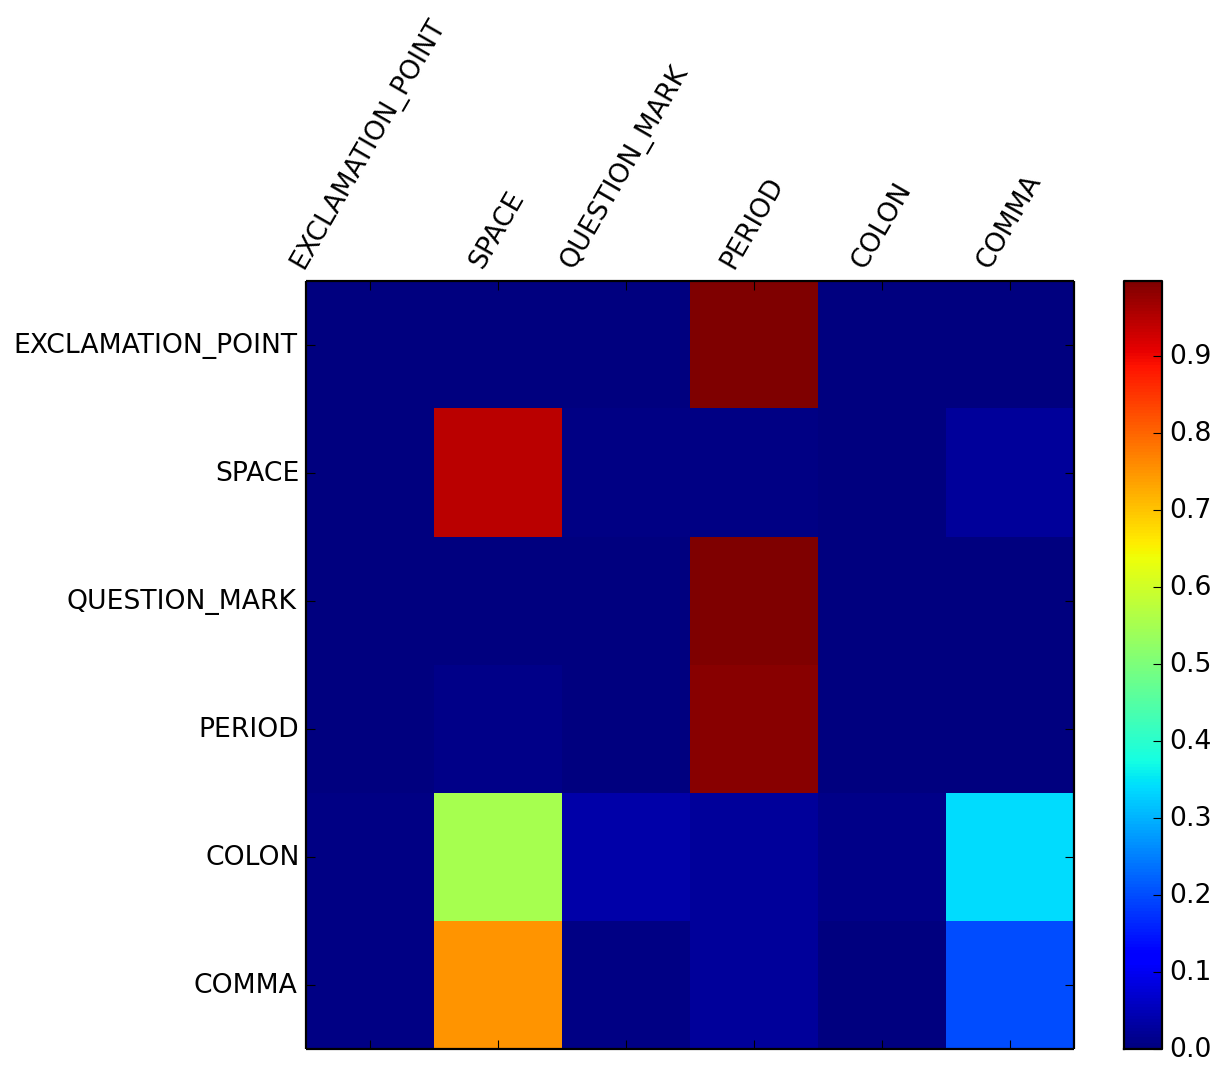 EXCLAMATION_POINT
SPACE
QUESTION_MARK
PERIOD
COLON
COMMA
EXCLAMATION_POINT
SPACE
QUESTION_MARK
PERIOD
COLON
COMMA
0.9
0.8
0.7
0.6
0.5
0.4
0.3
0.2
0.1
0.0